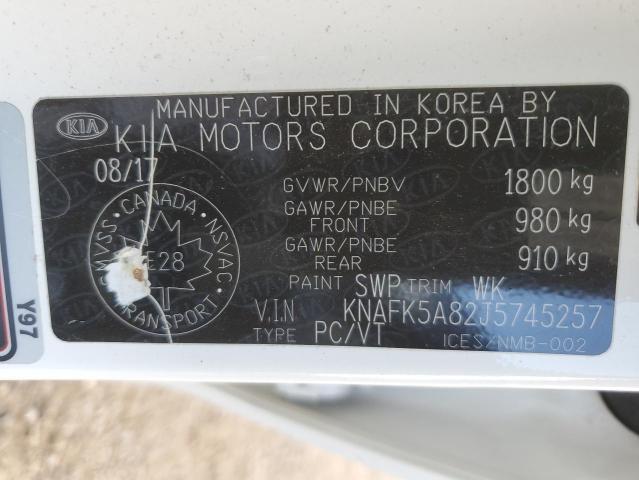 MANUFACTURED IN KOREA BY
KIA KIA MOTORS CORPORATION
08/17
GVWR/PNBV 1800 kg
GAWR/PNBE FRONT 980 kg
GAWR/PNBE REAR 910 kg
PAINT SWP TRIM WK
V.I.N KNAFK5A82J5745257
TYPE PC/VT ICES/NMB-002
CANADA
NSVAC
E28
TRANSPORT
Y97